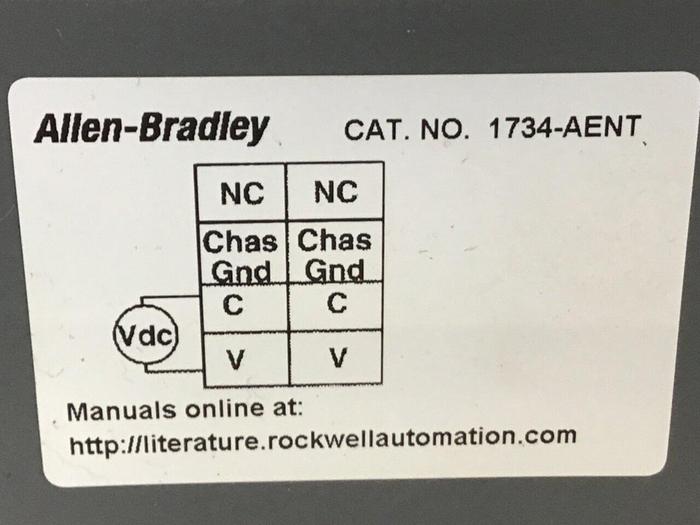 Allen-Bradley CAT. NO. 1734-AENT
NC NC
Chas Chas
Gnd Gnd
C C
Vdc
V V
Manuals online at:
http://literature.rockwellautomation.com